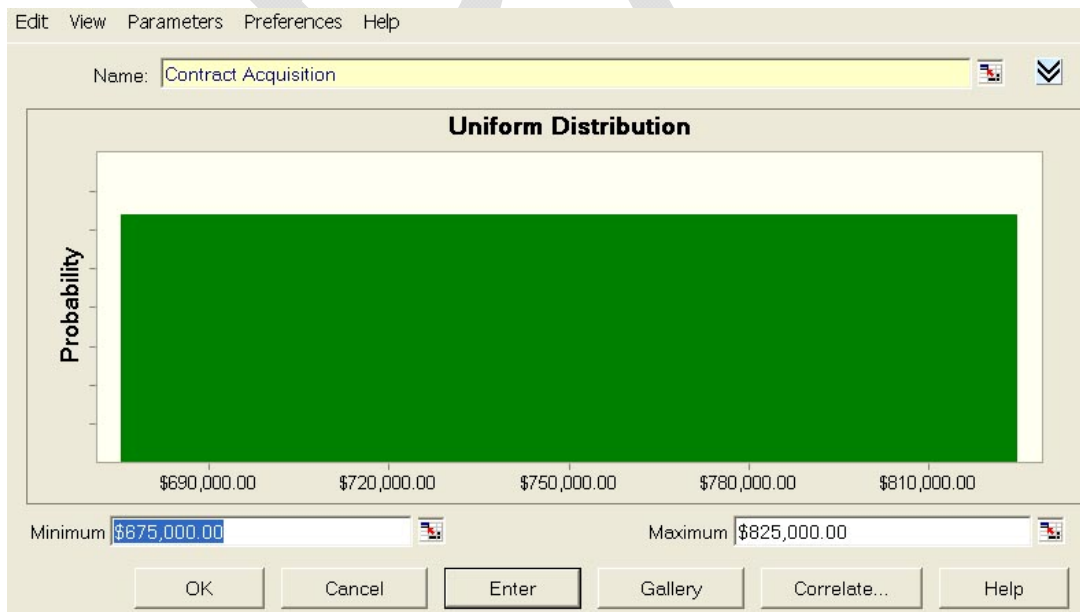 Edit View Parameters Preferences Help
Name: Contract Acquisition
Uniform Distribution
Probability
$690,000.00 $720,000.00 $750,000.00 $780,000.00 $810,000.00
Minimum $675,000.00 Maximum $825,000.00
OK Cancel Enter Gallery Correlate... Help